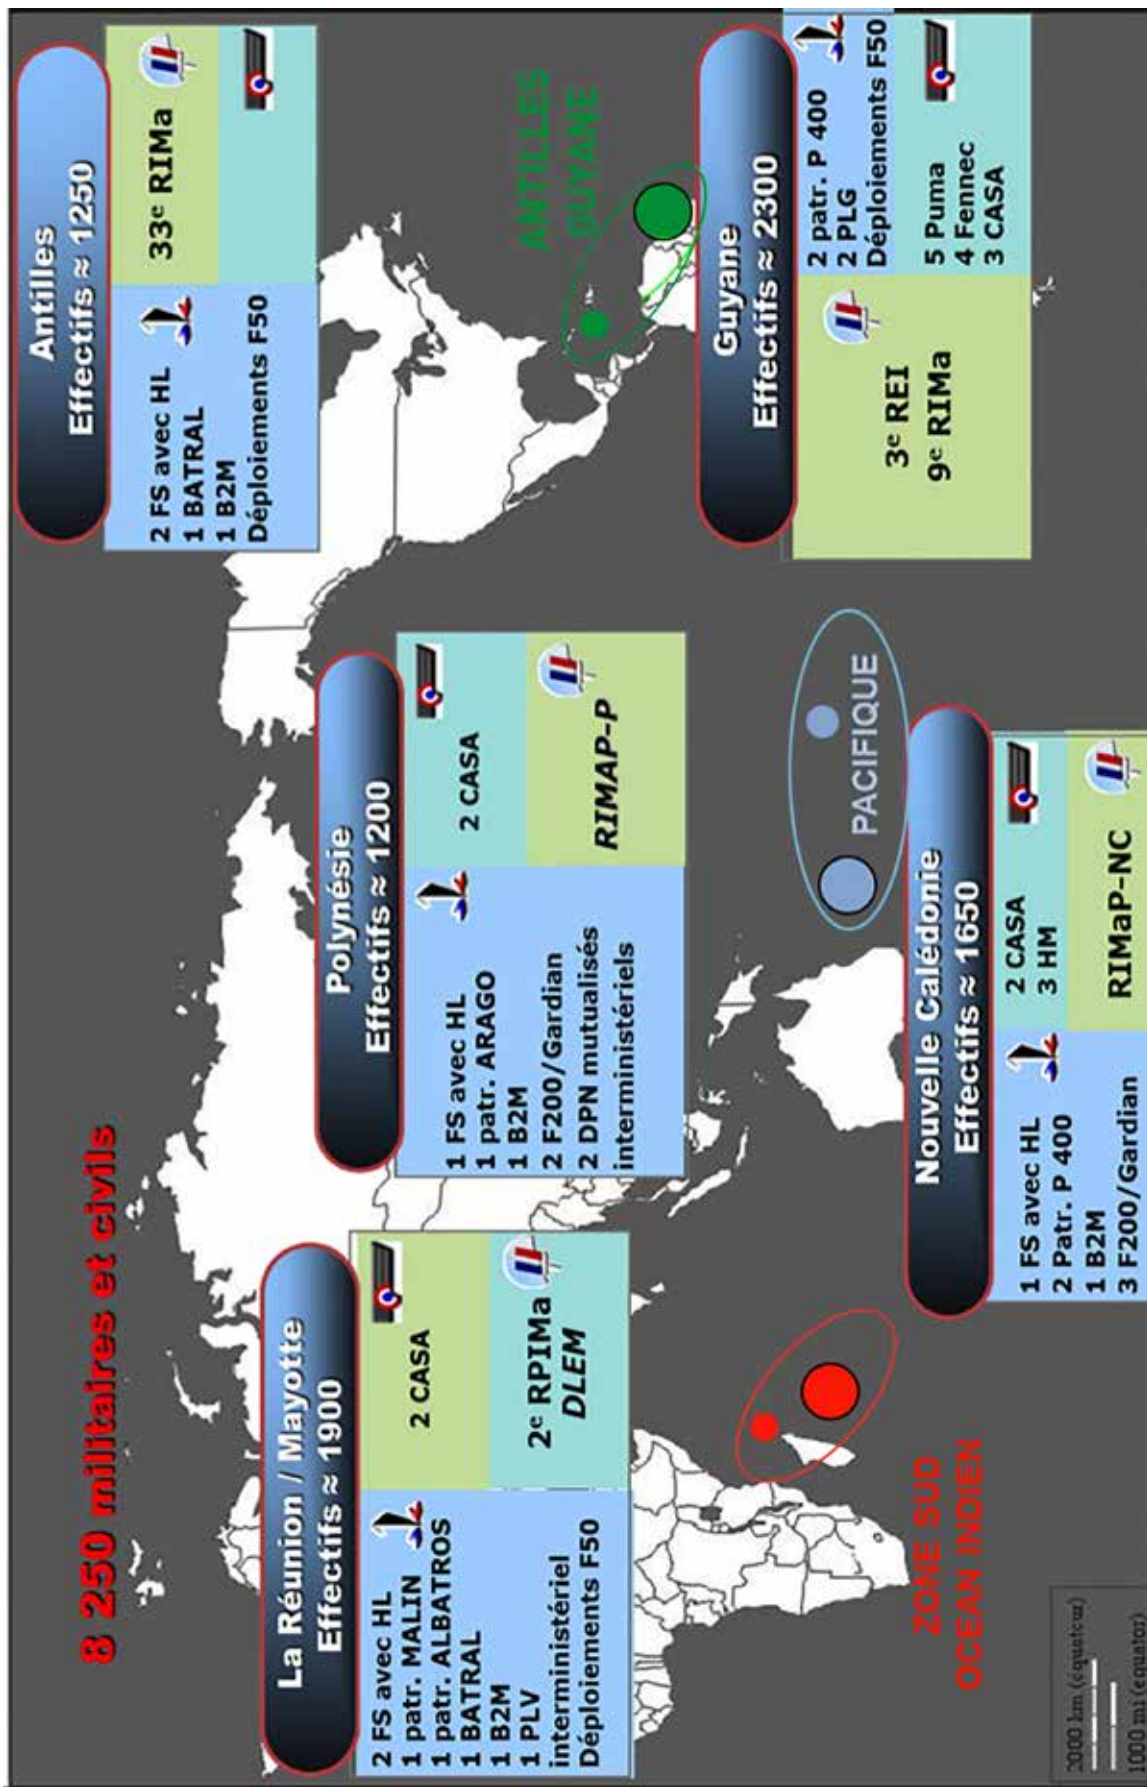 8 250 militaires et civils
La Réunion / Mayotte
Effectifs ≈ 1900
2 FS avec HL
1 patr. MALIN
1 patr. ALBATROS
1 BATRAL
1 B2M
1 PLV
interministériel
Déploiements F50
2 CASA
2e RPIMa
DLEM
Polynésie
Effectifs ≈ 1200
1 FS avec HL
1 patr. ARAGO
1 B2M
2 F200/Gardian
2 DPN mutualisés
interministériels
2 CASA
RIMAP-P
Antilles
Effectifs ≈ 1250
2 FS avec HL
1 BATRAL
1 B2M
Déploiements F50
33e RIMa
ANTILLES
GUYANE
ZONE SUD
OCEAN INDIEN
PACIFIQUE
Nouvelle Calédonie
Effectifs ≈ 1650
1 FS avec HL
2 Patr. P 400
1 B2M
3 F200/Gardian
2 CASA
3 HM
RIMaP-NC
Guyane
Effectifs ≈ 2300
3e REI
9e RIMa
2 patr. P 400
2 PLG
Déploiements F50
5 Puma
4 Fennec
3 CASA
2000 km (équateur)
1000 mi (equator)